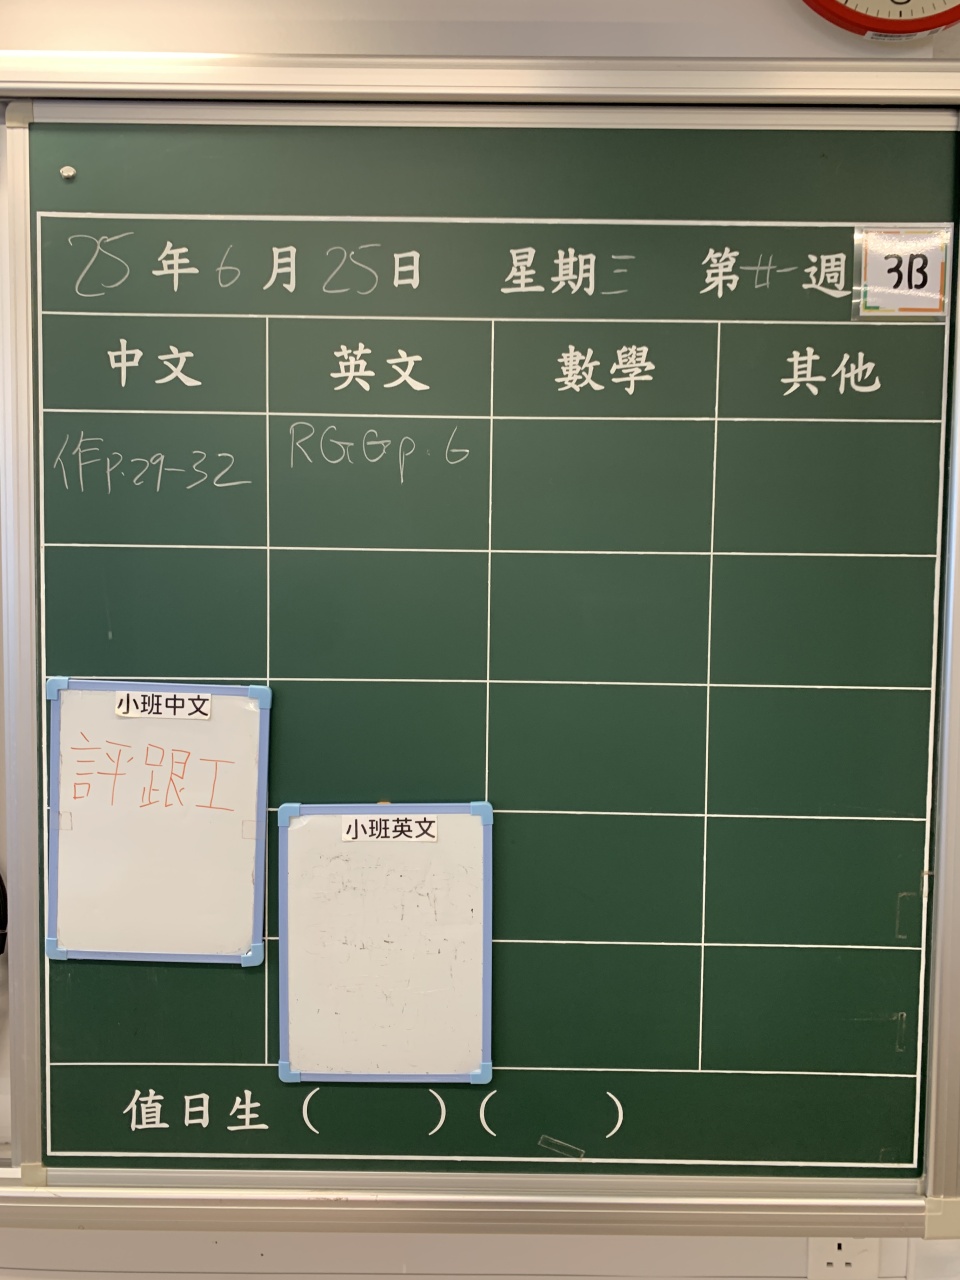 25年6月25日 星期三 第廿一週 3B
中文 英文 數學 其他
作p.29-32 RGGp.6
小班中文
評跟工
小班英文
值日生( )( )